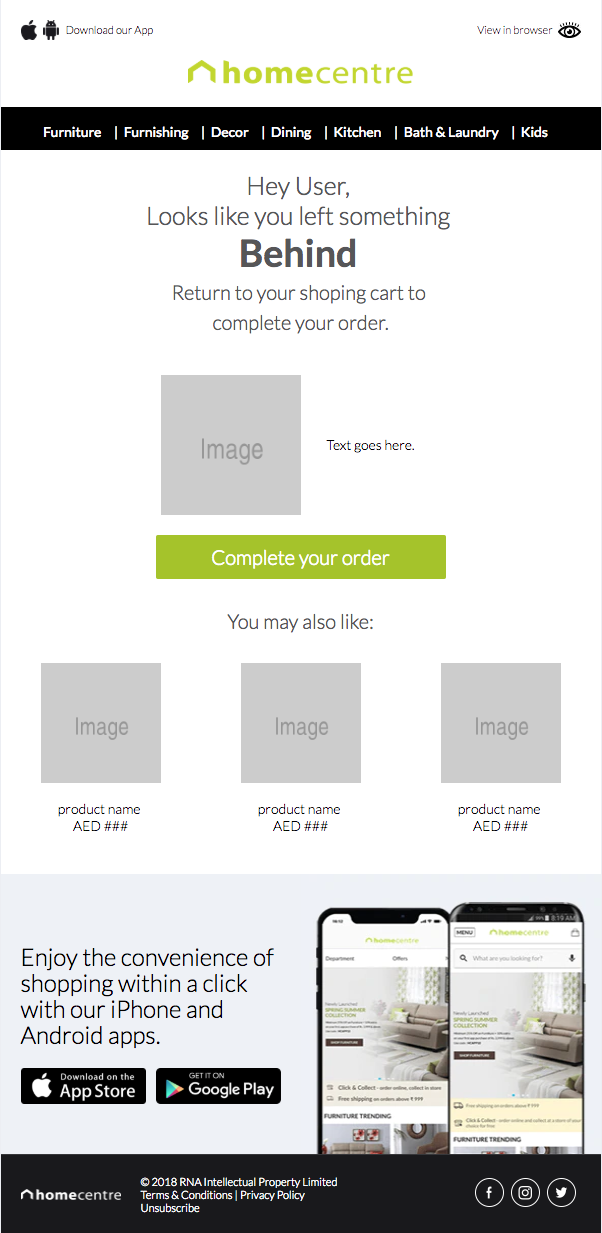 Download our App
View in browser
homecentre
Furniture | Furnishing | Decor | Dining | Kitchen | Bath & Laundry | Kids
Hey User,
Looks like you left something
Behind
Return to your shoping cart to
complete your order.
Image
Text goes here.
Complete your order
You may also like:
Image Image Image
product name product name product name
AED ### AED ### AED ###
Enjoy the convenience of
shopping within a click
with our iPhone and
Android apps.
Download on the
App Store
GET IT ON
Google Play
homecentre
Department Offers
Newly Launched
SPRING SUMMER
COLLECTION
SHOP FURNITURE
Click & Collect - order online, collect in store
Free shipping on orders above ₹ 999
FURNITURE TRENDING
8:19 AM
MENU
homecentre
What are you looking for?
Newly Launched
SPRING SUMMER
COLLECTION
SHOP FURNITURE
Free shipping on orders above ₹ 999
Click & Collect - order online and collect at store of your
choice for free
FURNITURE TRENDING
homecentre
© 2018 RNA Intellectual Property Limited
Terms & Conditions | Privacy Policy
Unsubscribe